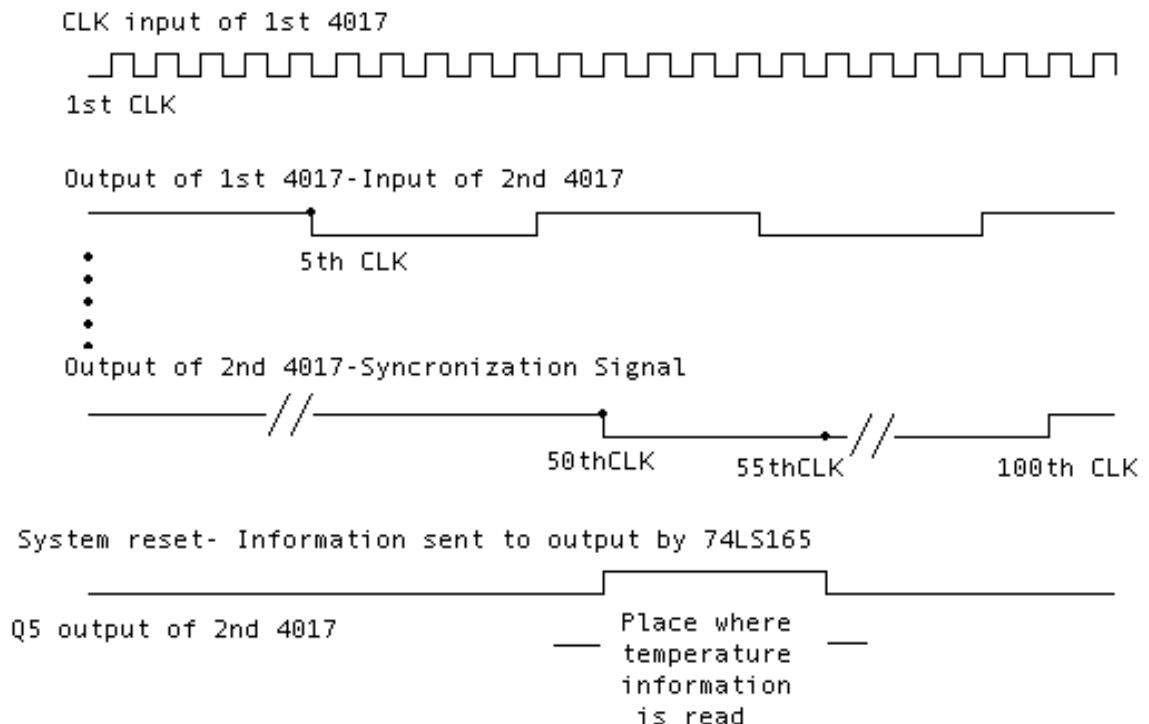 CLK input of 1st 4017
1st CLK
Output of 1st 4017-Input of 2nd 4017
5th CLK
Output of 2nd 4017-Syncronization Signal
50thCLK
55thCLK
100th CLK
System reset- Information sent to output by 74LS165
Q5 output of 2nd 4017
Place where
temperature
information
is read